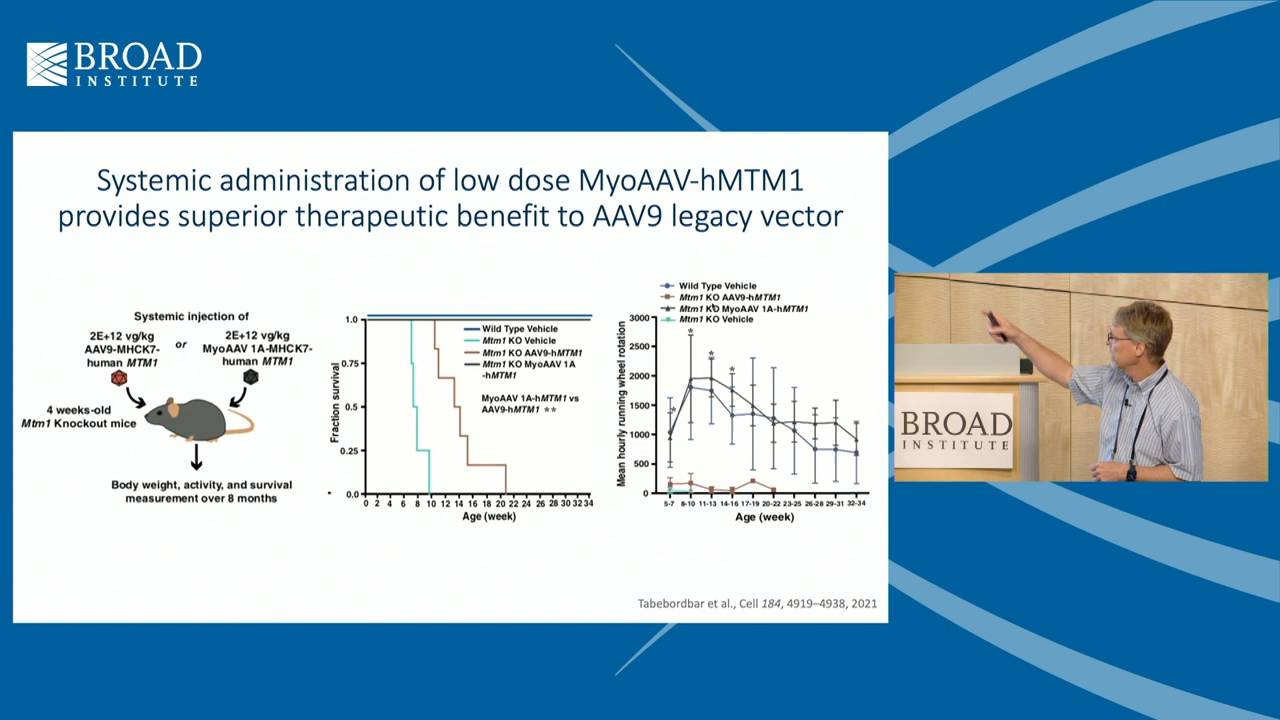 BROAD
INSTITUTE
Systemic administration of low dose MyoAAV-hMTM1
provides superior therapeutic benefit to AAV9 legacy vector
Systemic injection of
2E+12 vg/kg
AAV9-MHCK7-
human MTM1
or
2E+12 vg/kg
MyoAAV 1A-MHCK7-
human MTM1
4 weeks-old
Mtm1 Knockout mice
Body weight, activity, and survival
measurement over 8 months
Fraction survival
1.0
0.75
0.5
0.25
0.0
Wild Type Vehicle
Mtm1 KO Vehicle
Mtm1 KO AAV9-hMTM1
Mtm1 KO MyoAAV 1A
-hMTM1
MyoAAV 1A-hMTM1 vs
AAV9-hMTM1 **
0 2 4 6 8 10 12 14 16 18 20 22 24 26 28 30 32 34
Age (week)
Wild Type Vehicle
Mtm1 KO AAV9-hMTM1
Mtm1 KO MyoAAV 1A-hMTM1
Mtm1 KO Vehicle
Mean hourly running wheel rotation
3000
2500
2000
1500
1000
500
0
* * * *
5-7 8-10 11-13 14-16 17-19 20-22 23-25 26-28 29-31 32-34
Age (week)
Tabebordbar et al., Cell 184, 4919–4938, 2021
BROAD
INSTITUTE